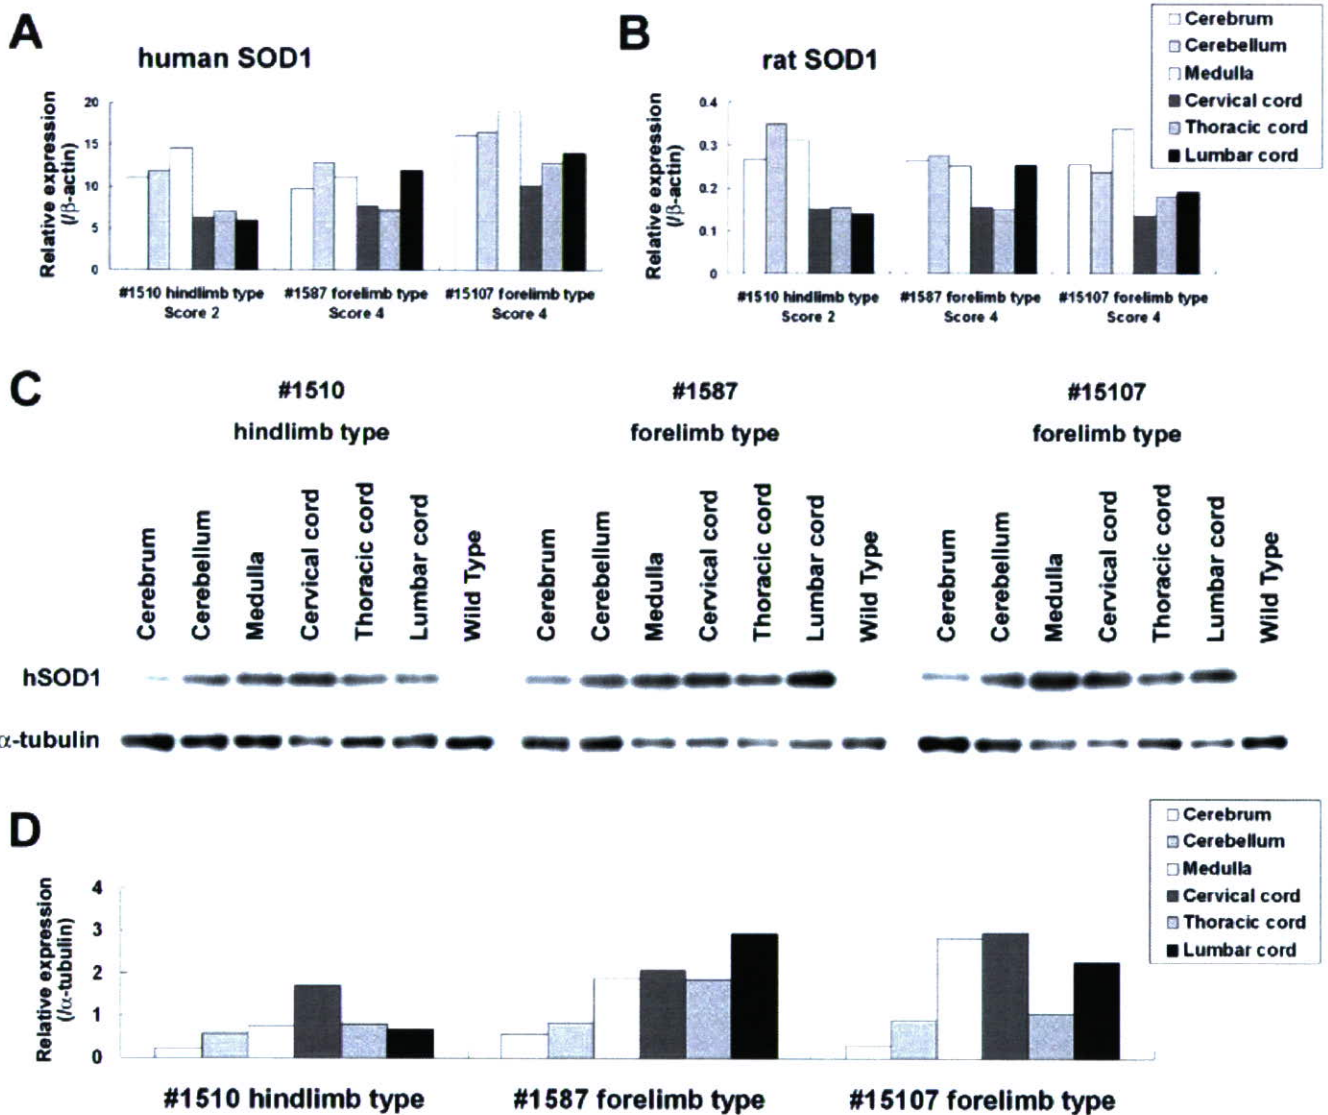 A
human SOD1
Relative expression
(/β-actin)
20
15
10
5
0
#1510 hindlimb type
Score 2
#1587 forelimb type
Score 4
#15107 forelimb type
Score 4
B
rat SOD1
Relative expression
(/β-actin)
0.4
0.3
0.2
0.1
0
#1510 hindlimb type
Score 2
#1587 forelimb type
Score 4
#15107 forelimb type
Score 4
Cerebrum
Cerebellum
Medulla
Cervical cord
Thoracic cord
Lumbar cord
C
#1510
hindlimb type
#1587
forelimb type
#15107
forelimb type
Cerebrum
Cerebellum
Medulla
Cervical cord
Thoracic cord
Lumbar cord
Wild Type
Cerebrum
Cerebellum
Medulla
Cervical cord
Thoracic cord
Lumbar cord
Wild Type
Cerebrum
Cerebellum
Medulla
Cervical cord
Thoracic cord
Lumbar cord
Wild Type
hSOD1
α-tubulin
D
Relative expression
(/α-tubulin)
4
3
2
1
0
#1510 hindlimb type
#1587 forelimb type
#15107 forelimb type
Cerebrum
Cerebellum
Medulla
Cervical cord
Thoracic cord
Lumbar cord